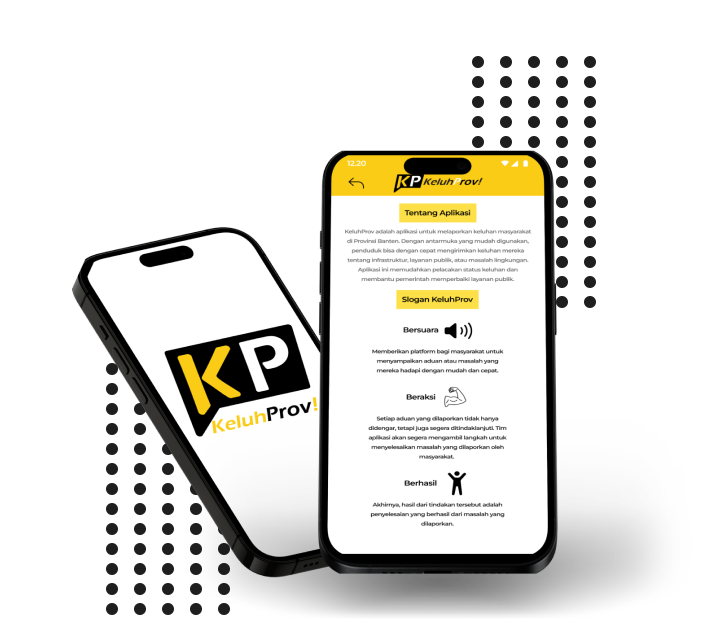 12.20
KP KeluhProv!
Tentang Aplikasi
KeluhProv adalah aplikasi untuk melaporkan keluhan masyarakat
di Provinsi Banten. Dengan antarmuka yang mudah digunakan,
penduduk bisa dengan cepat mengirimkan keluhan mereka
tentang infrastruktur, layanan publik, atau masalah lingkungan.
Aplikasi ini memudahkan pelacakan status keluhan dan
membantu pemerintah memperbaiki layanan publik.
Slogan KeluhProv
Bersuara
Memberikan platform bagi masyarakat untuk
menyampaikan aduan atau masalah yang
mereka hadapi dengan mudah dan cepat.
Beraksi
Setiap aduan yang dilaporkan tidak hanya
didengar, tetapi juga segera ditindaklanjuti. Tim
aplikasi akan segera mengambil langkah untuk
menyelesaikan masalah yang dilaporkan oleh
masyarakat.
Berhasil
Akhirnya, hasil dari tindakan tersebut adalah
penyelesaian yang berhasil dari masalah yang
dilaporkan.
KP
KeluhProv!